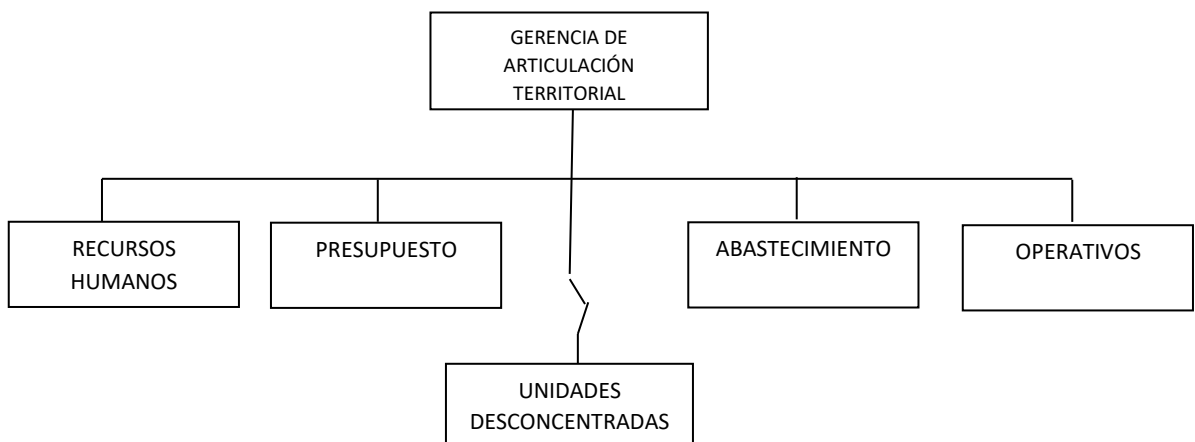 GERENCIA DE
ARTICULACIÓN
TERRITORIAL
RECURSOS
HUMANOS
PRESUPUESTO
ABASTECIMIENTO
OPERATIVOS
UNIDADES
DESCONCENTRADAS